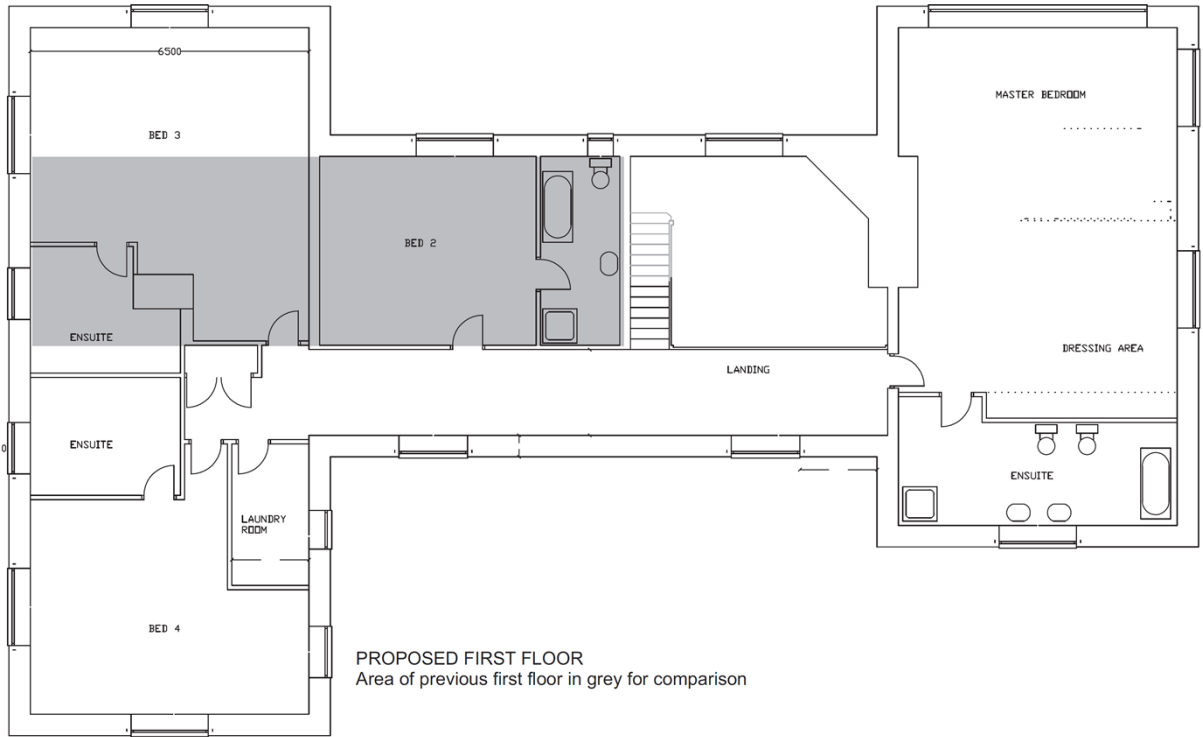 6500
MASTER BEDROOM
BED 3
BED 2
ENSUITE
DRESSING AREA
LANDING
ENSUITE
ENSUITE
LAUNDRY
ROOM
BED 4
PROPOSED FIRST FLOOR
Area of previous first floor in grey for comparison